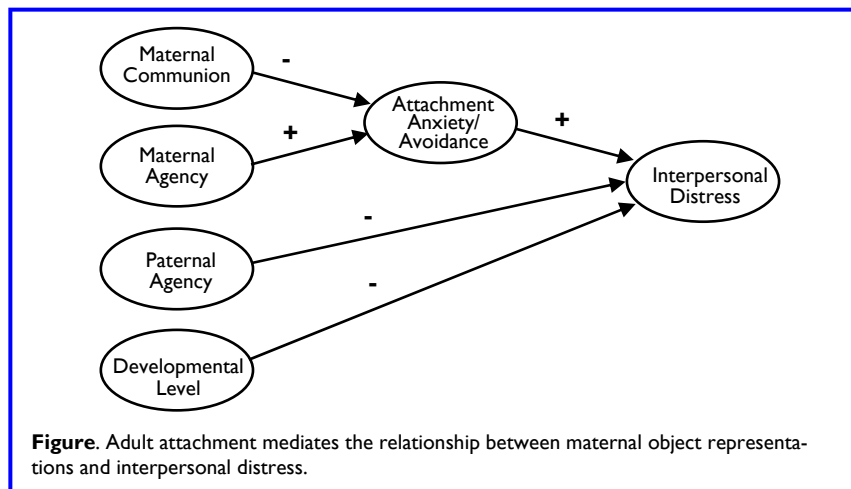 Maternal
Communion
-
Attachment
Anxiety/
Avoidance
+
Maternal
Agency
+
Interpersonal
Distress
-
Paternal
Agency
-
Developmental
Level
Figure. Adult attachment mediates the relationship between maternal object representa-
tions and interpersonal distress.